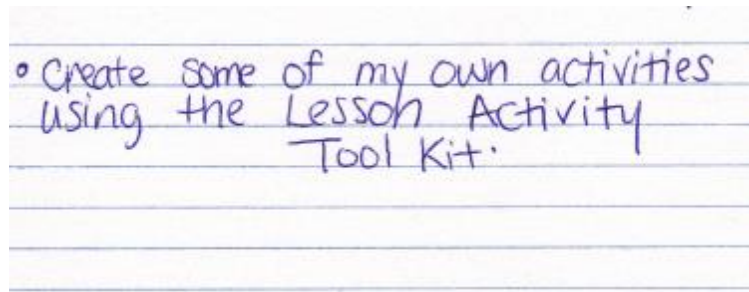 • Create some of my own activities
using the Lesson Activity
Tool Kit.